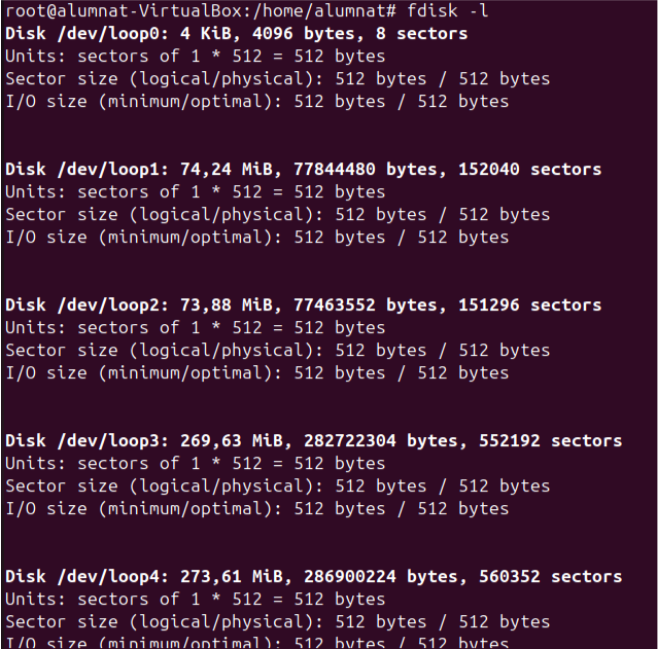 root@alumnat-VirtualBox:/home/alumnat# fdisk -l
Disk /dev/loop0: 4 KiB, 4096 bytes, 8 sectors
Units: sectors of 1 * 512 = 512 bytes
Sector size (logical/physical): 512 bytes / 512 bytes
I/O size (minimum/optimal): 512 bytes / 512 bytes
Disk /dev/loop1: 74,24 MiB, 77844480 bytes, 152040 sectors
Units: sectors of 1 * 512 = 512 bytes
Sector size (logical/physical): 512 bytes / 512 bytes
I/O size (minimum/optimal): 512 bytes / 512 bytes
Disk /dev/loop2: 73,88 MiB, 77463552 bytes, 151296 sectors
Units: sectors of 1 * 512 = 512 bytes
Sector size (logical/physical): 512 bytes / 512 bytes
I/O size (minimum/optimal): 512 bytes / 512 bytes
Disk /dev/loop3: 269,63 MiB, 282722304 bytes, 552192 sectors
Units: sectors of 1 * 512 = 512 bytes
Sector size (logical/physical): 512 bytes / 512 bytes
I/O size (minimum/optimal): 512 bytes / 512 bytes
Disk /dev/loop4: 273,61 MiB, 286900224 bytes, 560352 sectors
Units: sectors of 1 * 512 = 512 bytes
Sector size (logical/physical): 512 bytes / 512 bytes
I/O size (minimum/optimal): 512 bytes / 512 bytes